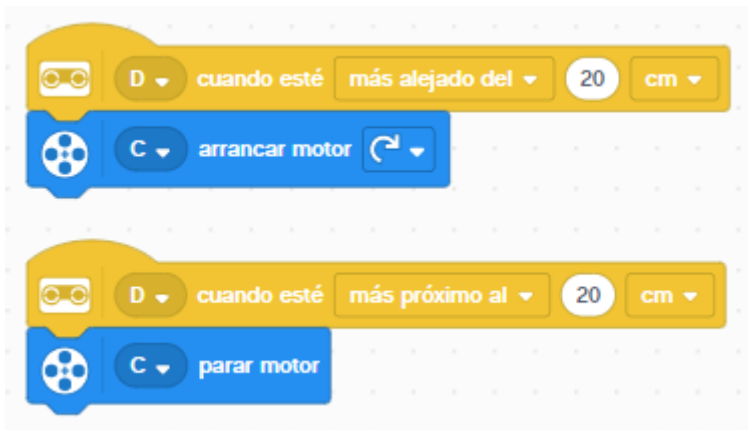 D cuando esté más alejado del 20 cm
C arrancar motor
D cuando esté más próximo al 20 cm
C parar motor